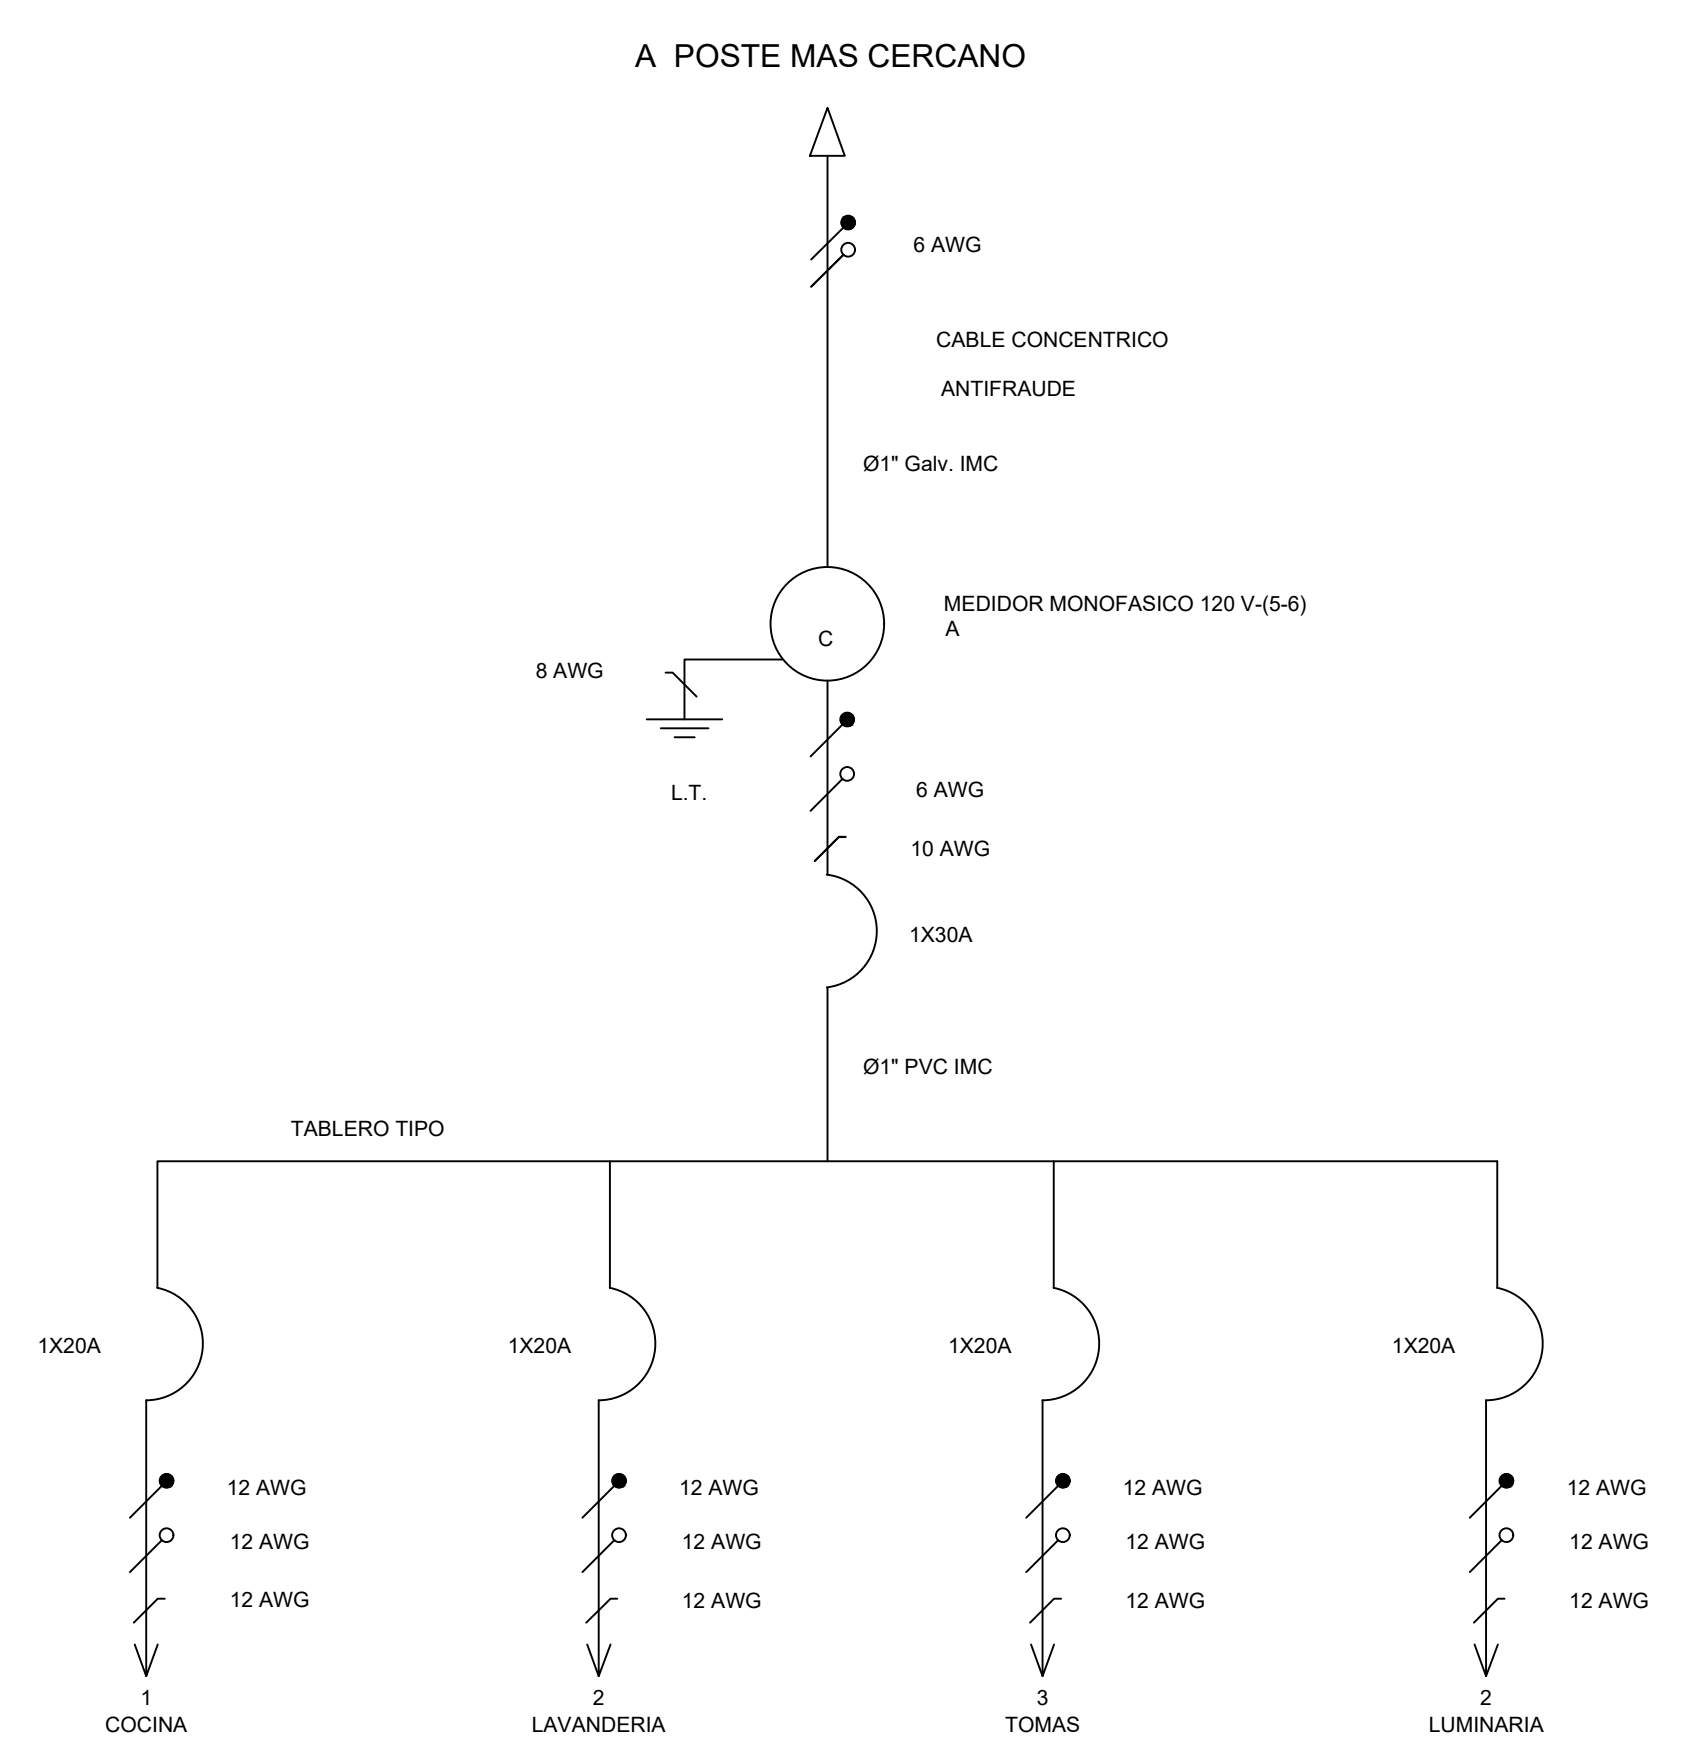 A POSTE MAS CERCANO
6 AWG
CABLE CONCENTRICO
ANTIFRAUDE
Ø1" Galv. IMC
MEDIDOR MONOFASICO 120 V-(5-6)
A
C
8 AWG
L.T.
6 AWG
10 AWG
1X30A
Ø1" PVC IMC
TABLERO TIPO
1X20A
1X20A
1X20A
1X20A
12 AWG
12 AWG
12 AWG
12 AWG
12 AWG
12 AWG
12 AWG
12 AWG
12 AWG
12 AWG
12 AWG
12 AWG
1
COCINA
2
LAVANDERIA
3
TOMAS
2
LUMINARIA